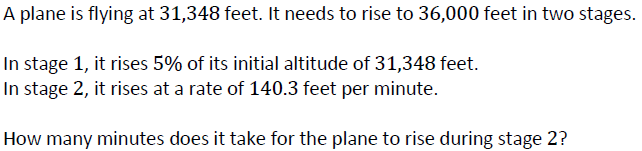 A plane is flying at 31,348 feet. It needs to rise to 36,000 feet in two stages.
In stage 1, it rises 5% of its initial altitude of 31,348 feet.
In stage 2, it rises at a rate of 140.3 feet per minute.
How many minutes does it take for the plane to rise during stage 2?